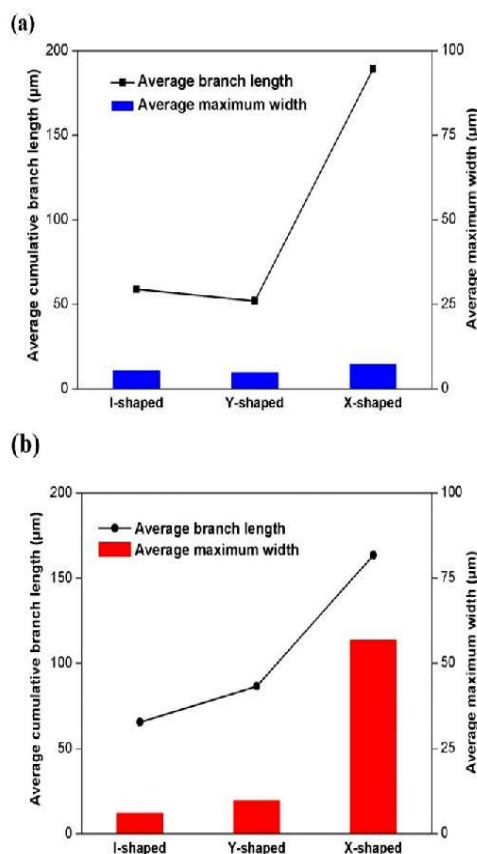 (a)
Average cumulative branch length (µm)
200
150
100
50
0
Average branch length
Average maximum width
100
75
50
25
0
Average maximum width (µm)
I-shaped Y-shaped X-shaped
(b)
Average cumulative branch length (µm)
200
150
100
50
0
Average branch length
Average maximum width
100
75
50
25
0
Average maximum width (µm)
I-shaped Y-shaped X-shaped